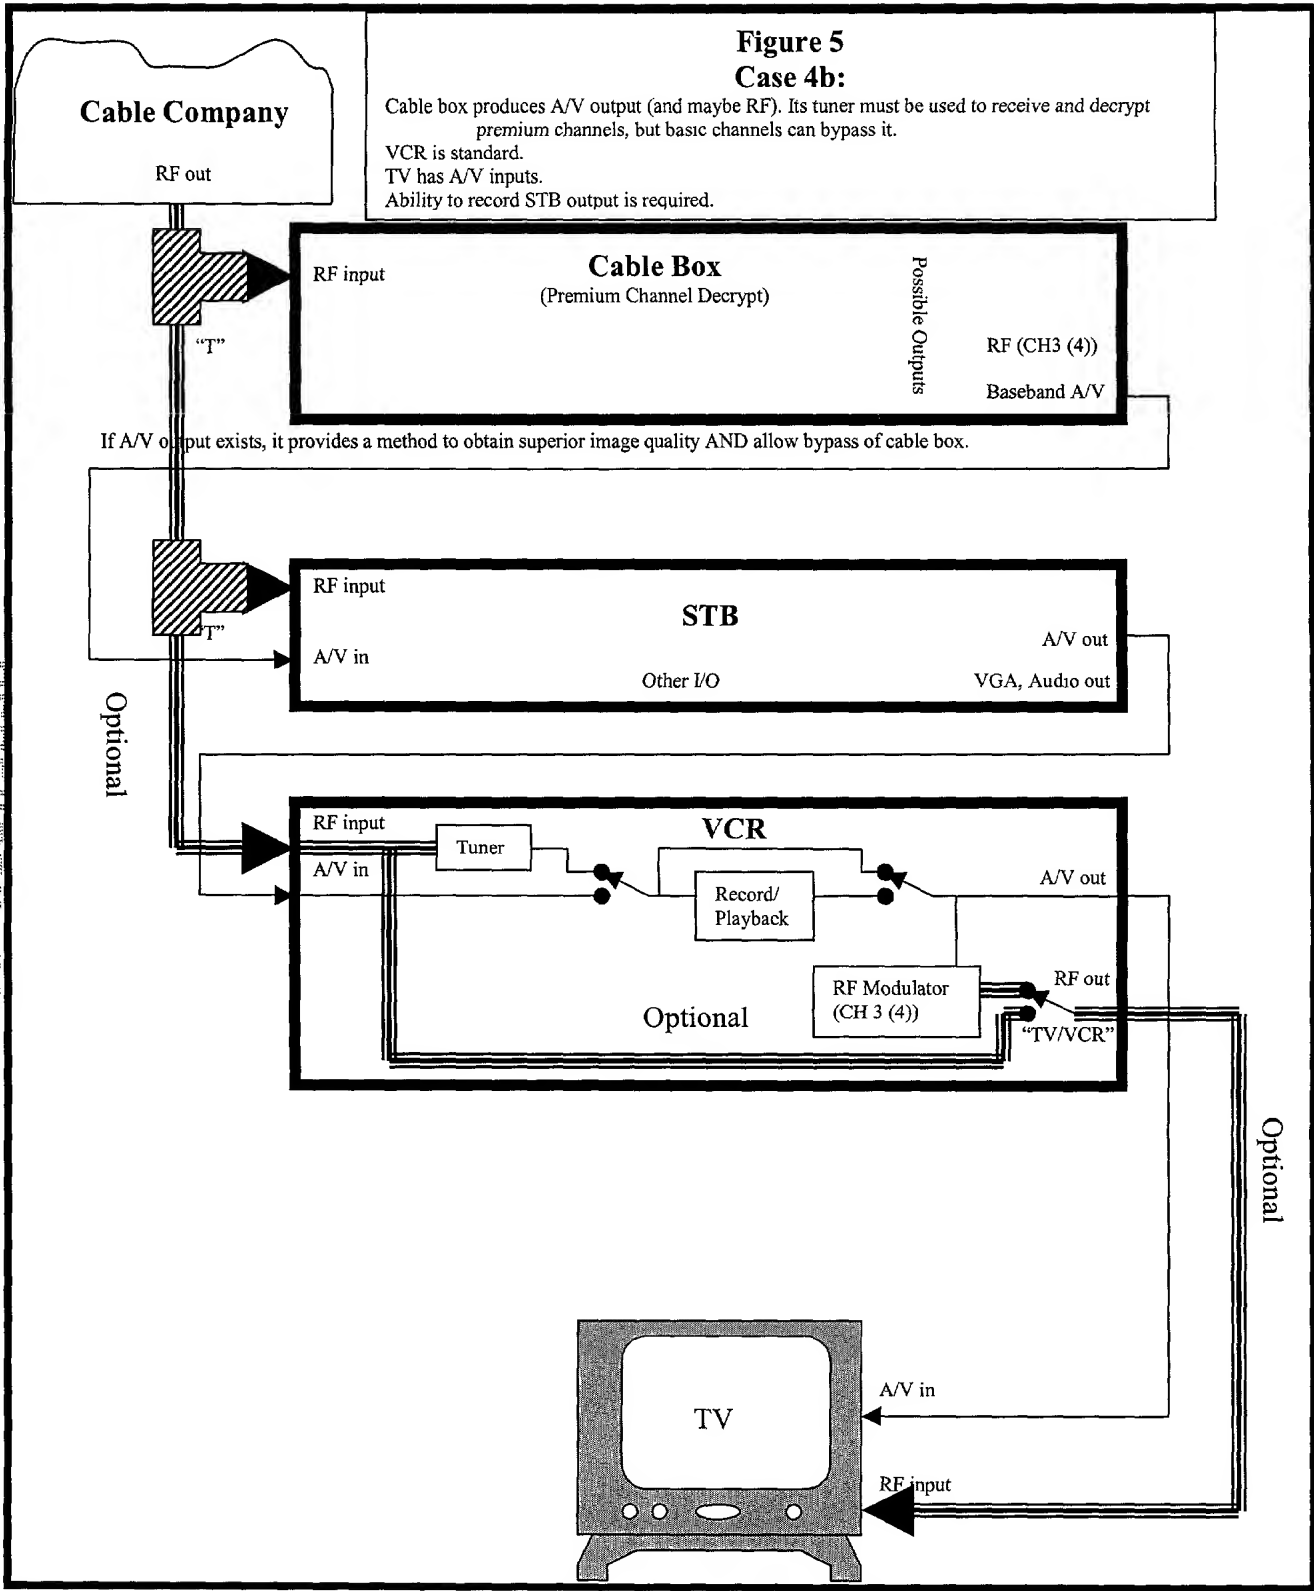 Figure 5
Case 4b:
Cable box produces A/V output (and maybe RF). Its tuner must be used to receive and decrypt
premium channels, but basic channels can bypass it.
VCR is standard.
TV has A/V inputs.
Ability to record STB output is required.
Cable Company
RF out
"T"
RF input
Cable Box
(Premium Channel Decrypt)
Possible Outputs
RF (CH3 (4))
Baseband A/V
If A/V output exists, it provides a method to obtain superior image quality AND allow bypass of cable box.
"T"
RF input
STB
A/V in
A/V out
Other I/O
VGA, Audio out
Optional
RF input
VCR
Tuner
A/V in
A/V out
Record/
Playback
RF Modulator
(CH 3 (4))
RF out
Optional
"TV/VCR"
Optional
TV
A/V in
RF input